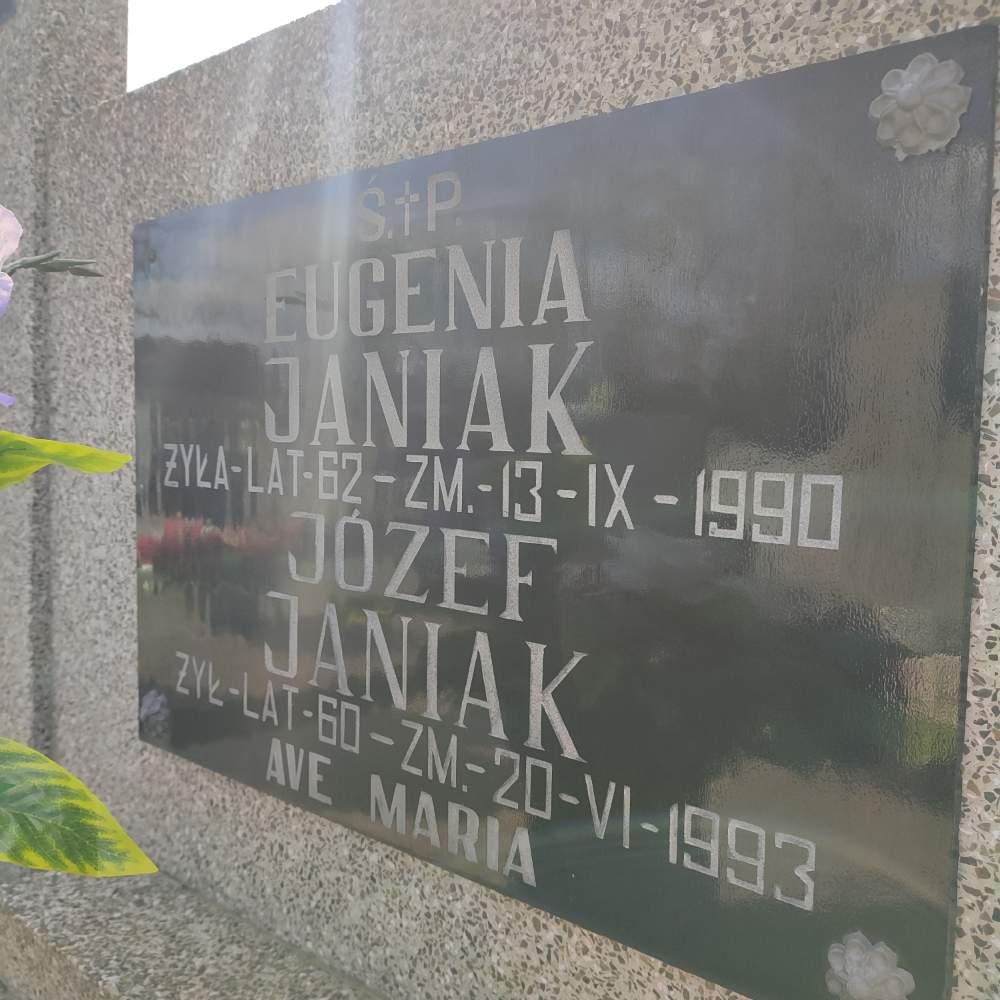 Ś.†P.
EUGENIA
JANIAK
ŻYŁA-LAT-62-ZM.-13-IX-1990
JÓZEF
JANIAK
ŻYŁ-LAT-60-ZM.-20-VI-1993
AVE MARIA